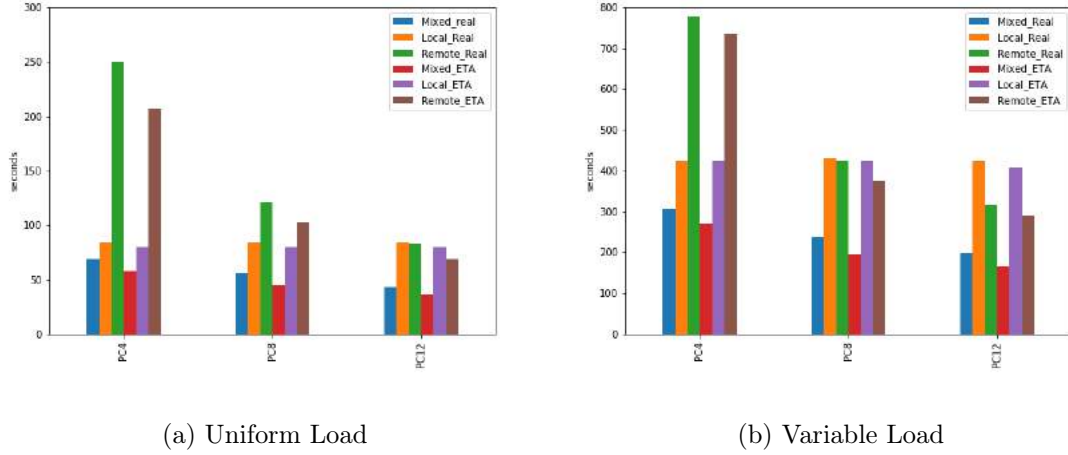 300
250
200
150
100
50
0
seconds
Mixed_real
Local_Real
Remote_Real
Mixed_ETA
Local_ETA
Remote_ETA
PC4
PC8
PC12
(a) Uniform Load
800
700
600
500
400
300
200
100
0
seconds
Mixed_Real
Local_Real
Remote_Real
Mixed_ETA
Local_ETA
Remote_ETA
PC4
PC8
PC12
(b) Variable Load